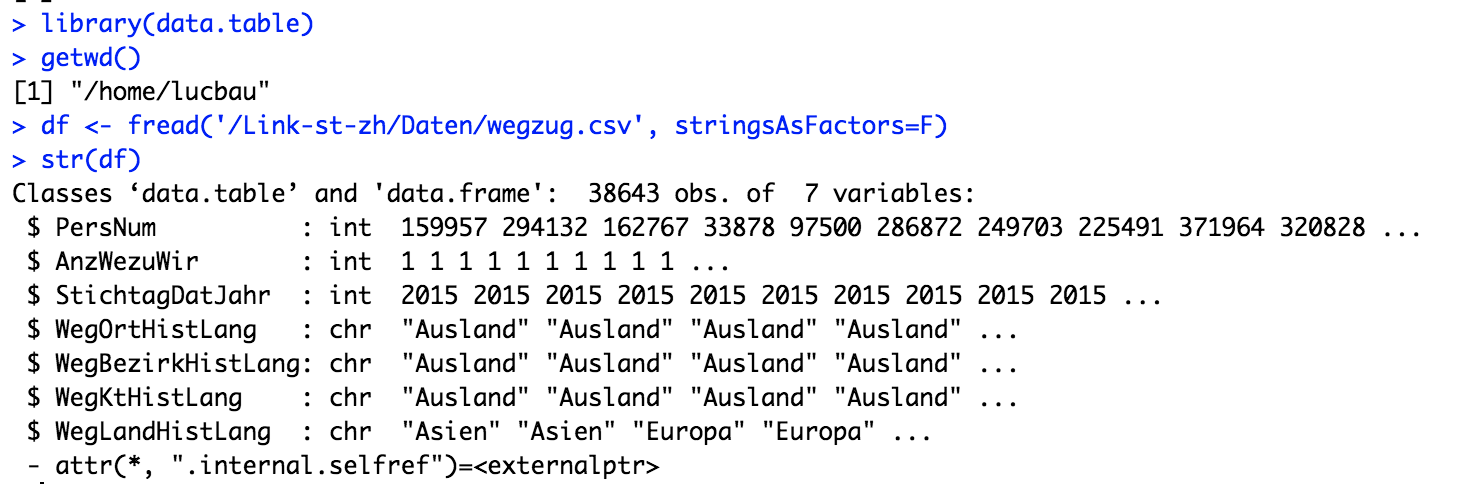 > library(data.table)
> getwd()
[1] "/home/lucbau"
> df <- fread('/Link-st-zh/Daten/wegzug.csv', stringsAsFactors=F)
> str(df)
Classes ‘data.table’ and 'data.frame':  38643 obs. of  7 variables:
 $ PersNum         : int  159957 294132 162767 33878 97500 286872 249703 225491 371964 320828 ...
 $ AnzWezuWir      : int  1 1 1 1 1 1 1 1 1 1 ...
 $ StichtagDatJahr : int  2015 2015 2015 2015 2015 2015 2015 2015 2015 2015 ...
 $ WegOrtHistLang   : chr  "Ausland" "Ausland" "Ausland" "Ausland" ...
 $ WegBezirkHistLang: chr  "Ausland" "Ausland" "Ausland" "Ausland" ...
 $ WegKtHistLang    : chr  "Ausland" "Ausland" "Ausland" "Ausland" ...
 $ WegLandHistLang  : chr  "Asien" "Asien" "Europa" "Europa" ...
 - attr(*, ".internal.selfref")=<externalptr>